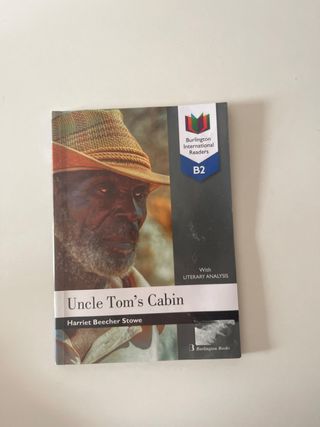 Burlington
International
Readers
B2
With
LITERARY ANALYSIS
Uncle Tom's Cabin
Harriet Beecher Stowe
B Burlington Books